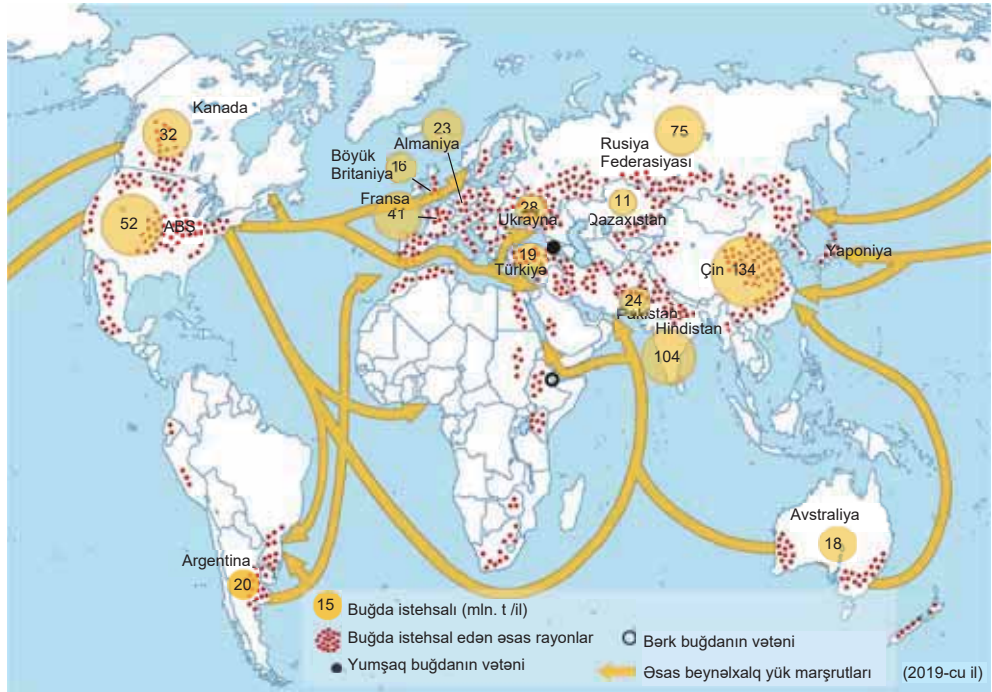 Kanada
32
23
Almaniya
Böyük
Britaniya
16
75
Rusiya
Federasiyası
Fransa
41
28
Ukrayna
11
Qazaxıstan
52
ABŞ
19
Türkiyə
Çin 134
Yaponiya
24
Pakistan
Hindistan
104
Avstraliya
18
Argentina
20
15 Buğda istehsalı (mln. t /il)
Buğda istehsal edən əsas rayonlar
Yumşaq buğdanın vətəni
Bərk buğdanın vətəni
Əsas beynəlxalq yük marşrutları
(2019-cu il)